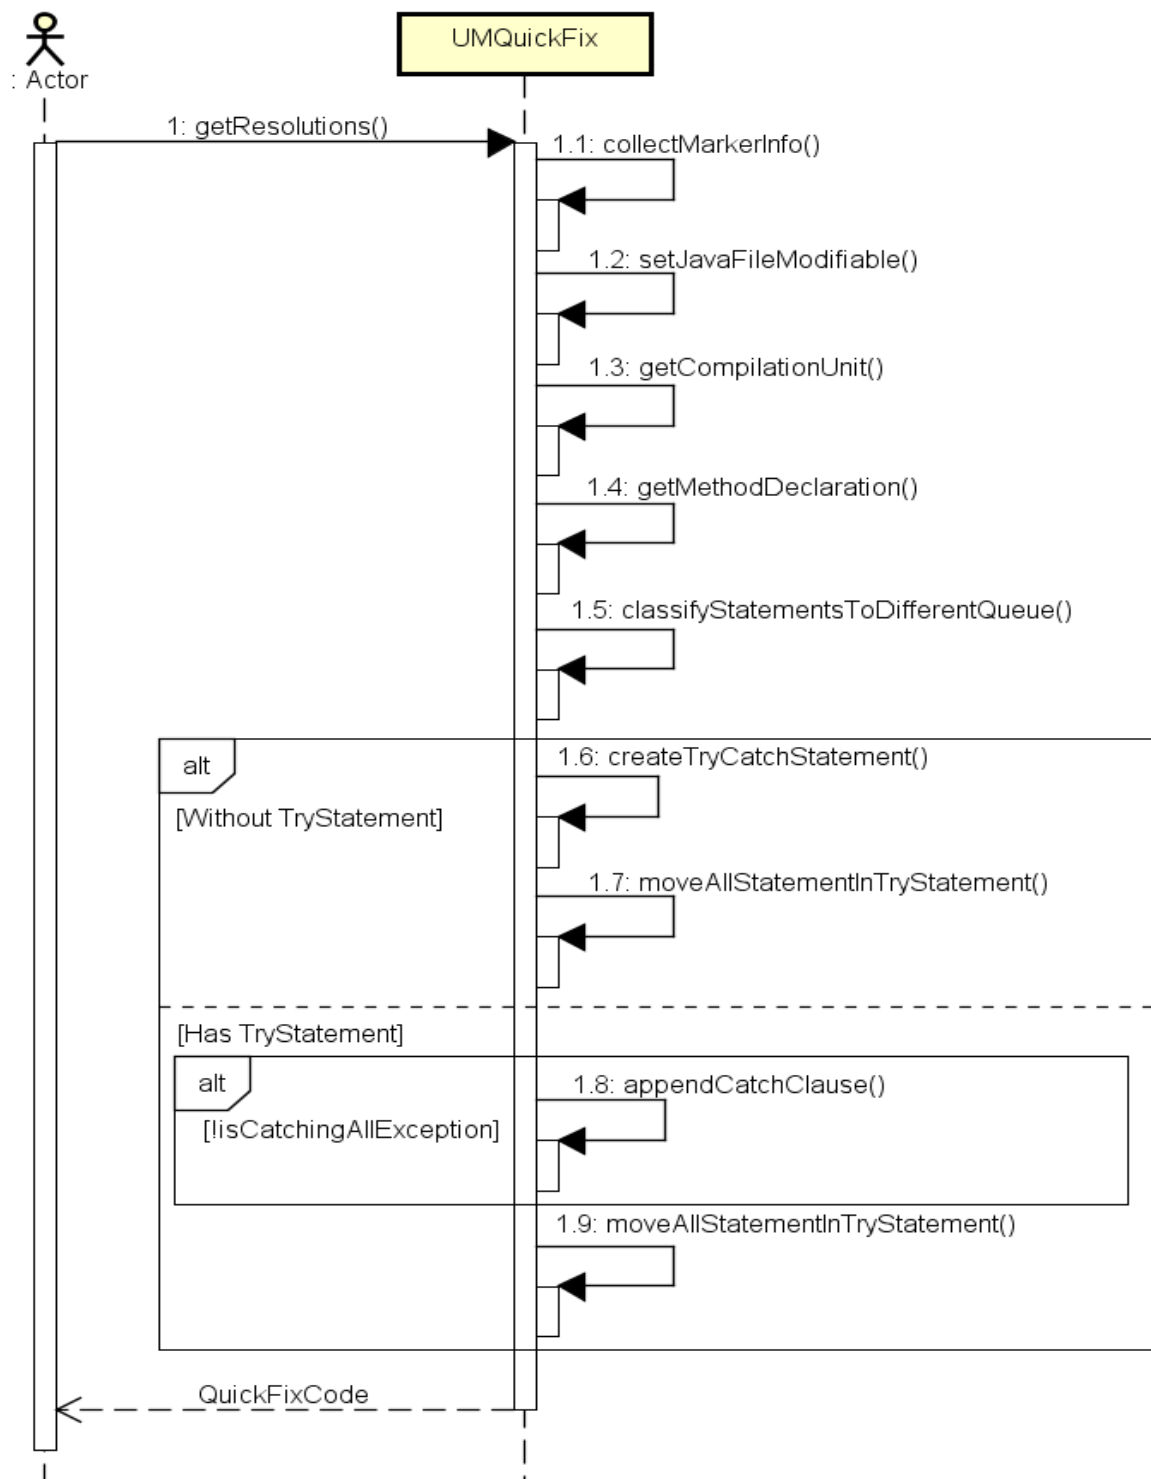 UMQuickFix
: Actor
1: getResolutions()
1.1: collectMarkerInfo()
1.2: setJavaFileModifiable()
1.3: getCompilationUnit()
1.4: getMethodDeclaration()
1.5: classifyStatementsToDifferentQueue()
alt
1.6: createTryCatchStatement()
[Without TryStatement]
1.7: moveAllStatementInTryStatement()
[Has TryStatement]
alt
1.8: appendCatchClause()
[!isCatchingAllException]
1.9: moveAllStatementInTryStatement()
QuickFixCode